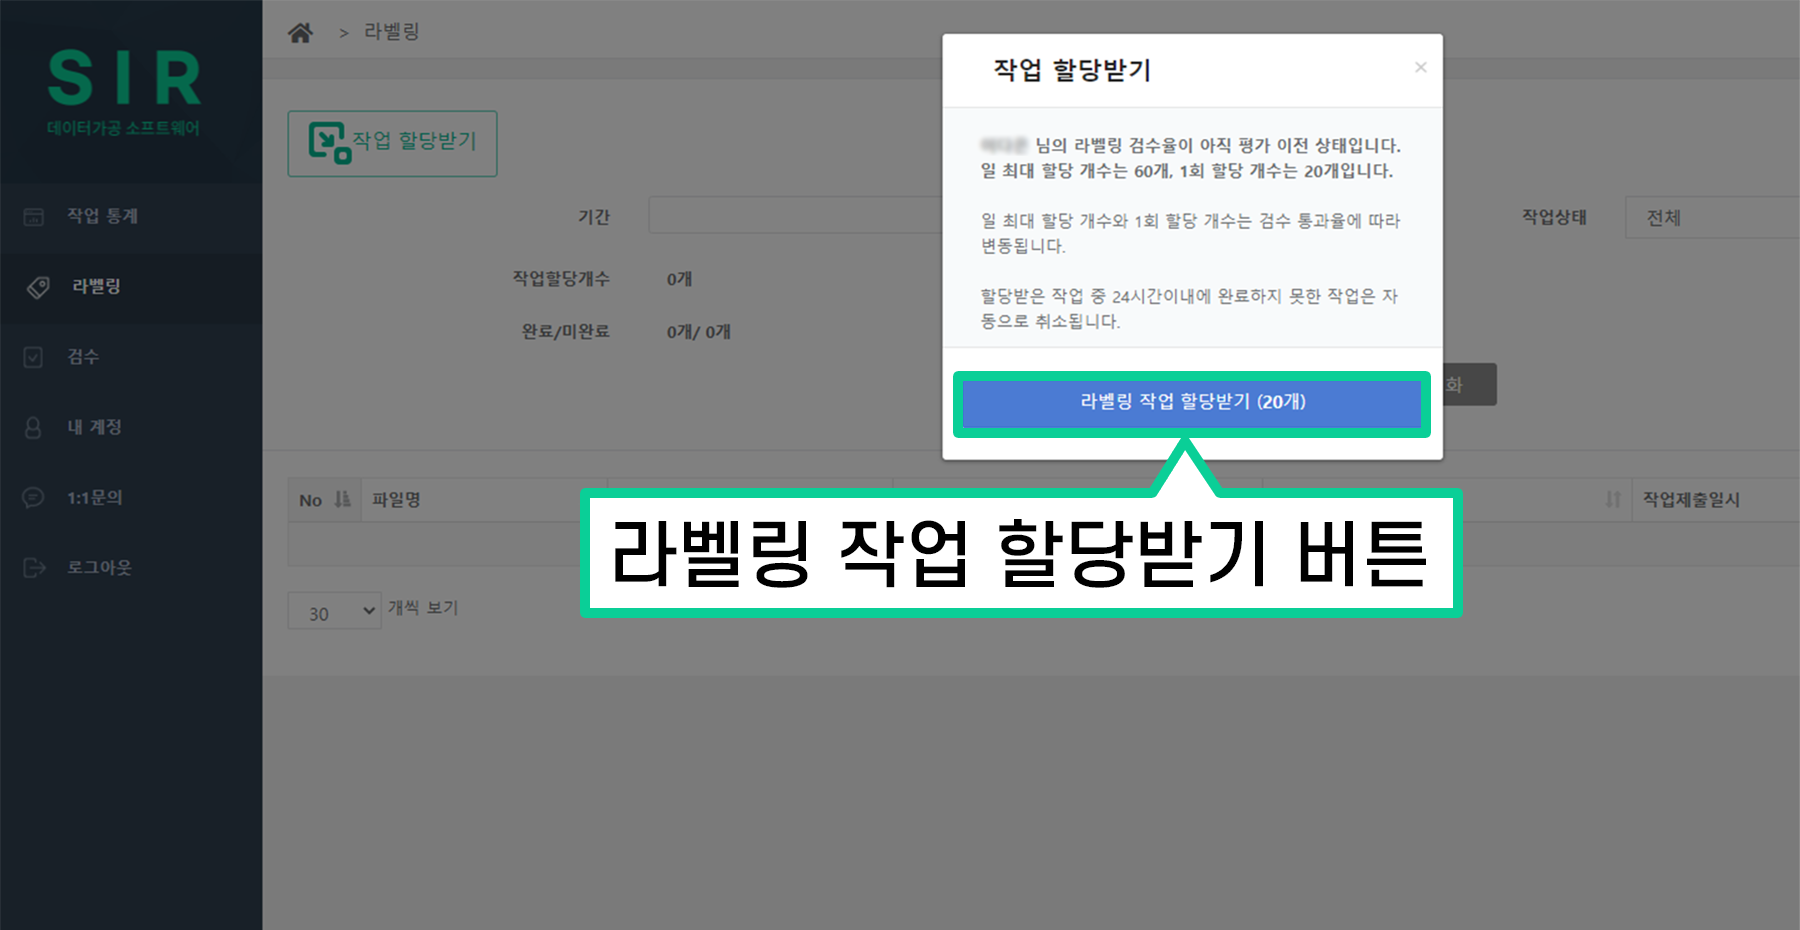 SIR
데이터가공 소프트웨어
작업 통계
라벨링
검수
내 계정
1:1문의
로그아웃
> 라벨링
작업 할당받기
기간
작업할당개수 0개
완료/미완료 0개/ 0개
작업상태 전체
화
작업 할당받기 ×
님의 라벨링 검수율이 아직 평가 이전 상태입니다.
일 최대 할당 개수는 60개, 1회 할당 개수는 20개입니다.
일 최대 할당 개수와 1회 할당 개수는 검수 통과율에 따라
변동됩니다.
할당받은 작업 중 24시간이내에 완료하지 못한 작업은 자
동으로 취소됩니다.
라벨링 작업 할당받기 (20개)
No 파일명 작업제출일시
라벨링 작업 할당받기 버튼
30 개씩 보기